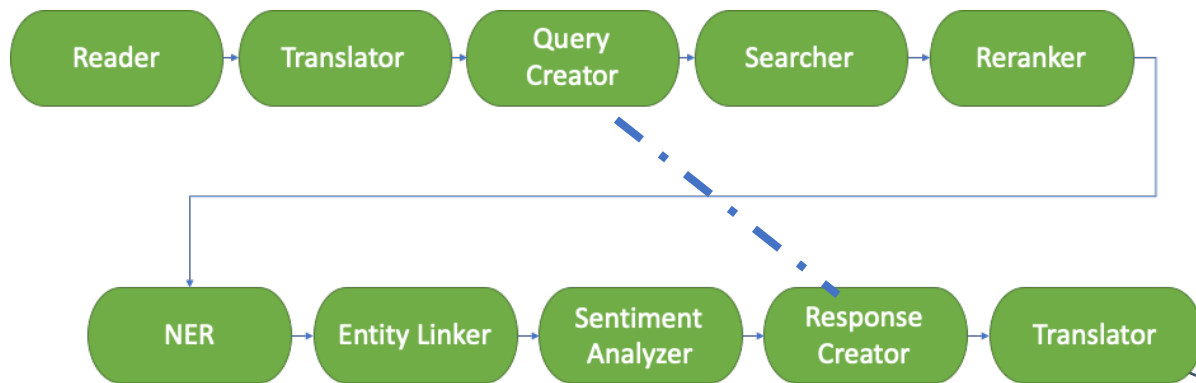 Reader
Translator
Query
Creator
Searcher
Reranker
NER
Entity Linker
Sentiment
Analyzer
Response
Creator
Translator